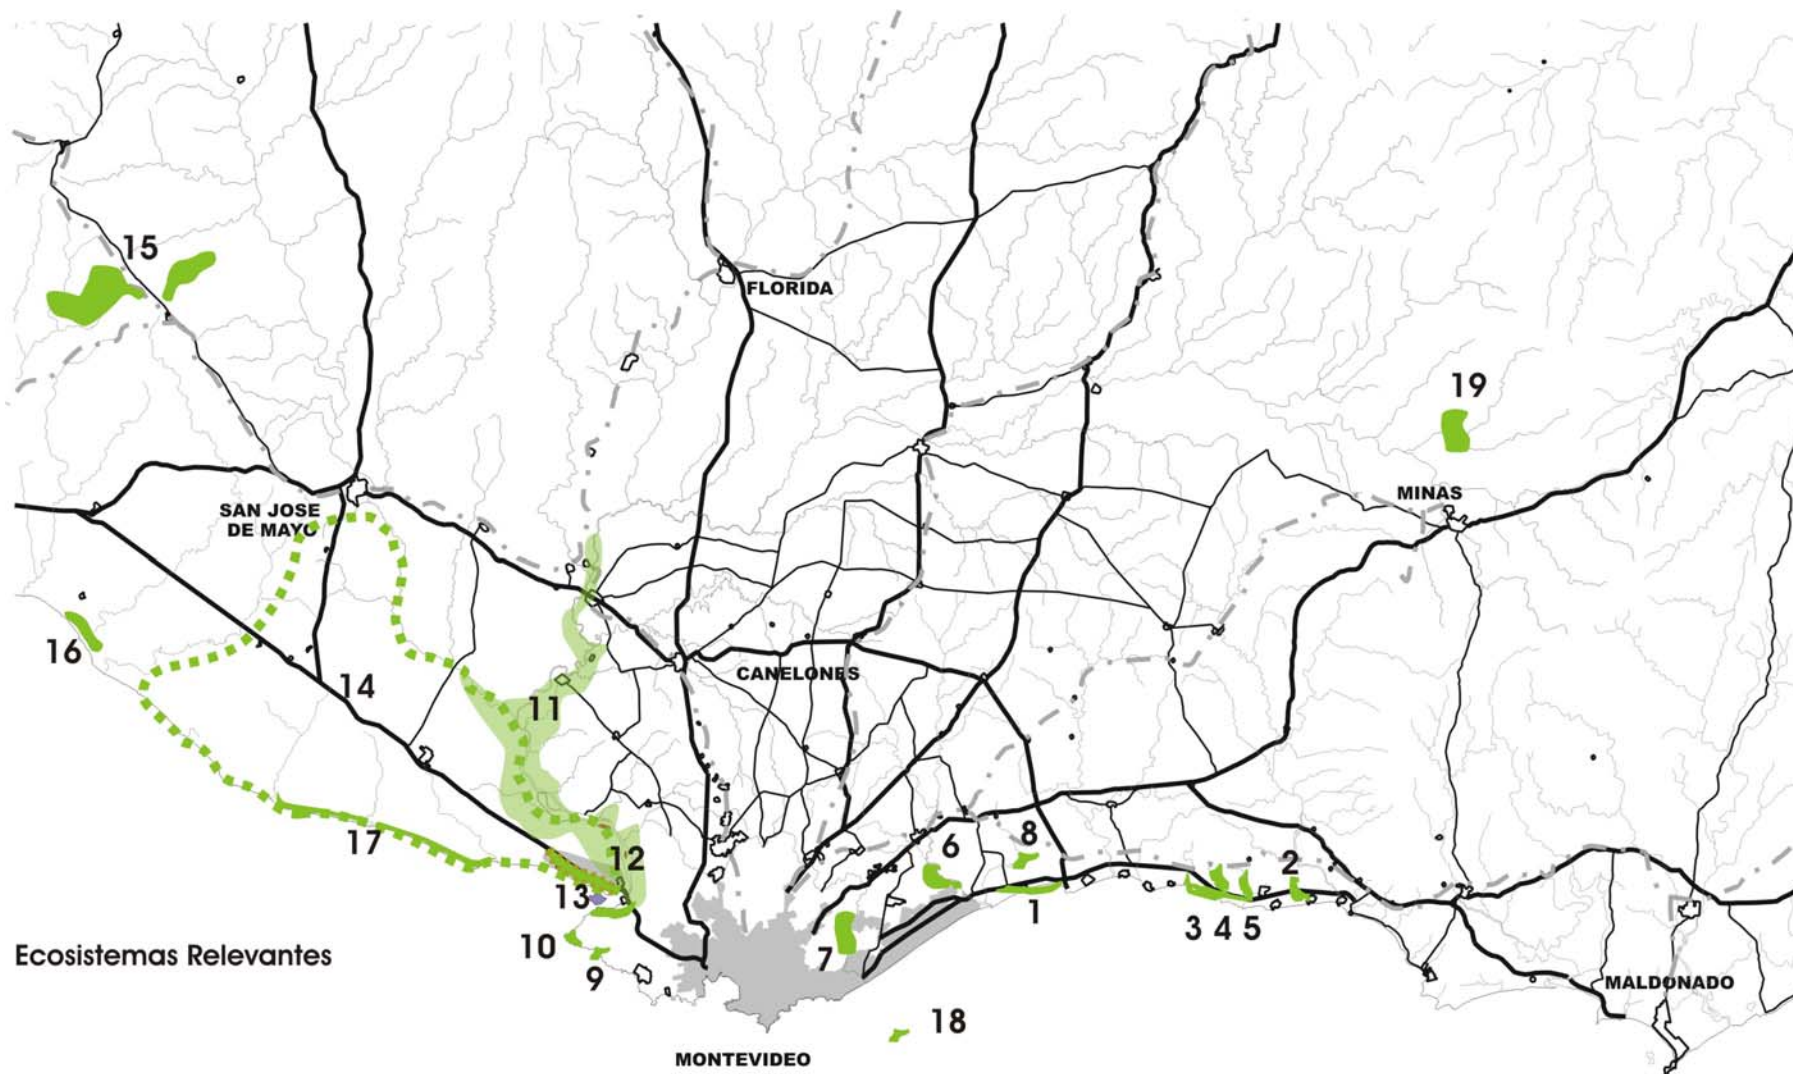 15
FLORIDA
19
MINAS
SAN JOSE
DE MAYO
16
14
11
CANELONES
17
12
13
6
8
2
1
3 4 5
10
9
7
Ecosistemas Relevantes
MALDONADO
18
MONTEVIDEO